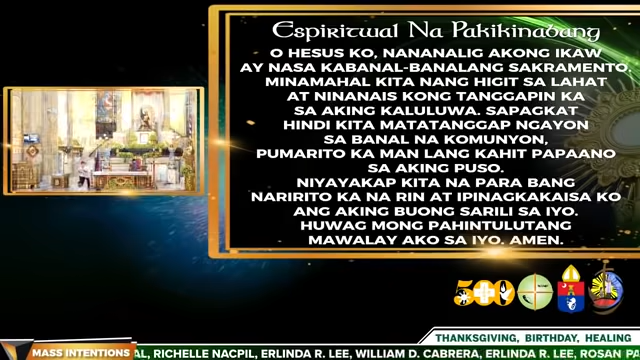 Espiritwal Na Pakikinabang
O HESUS KO, NANANALIG AKONG IKAW
AY NASA KABANAL-BANALANG SAKRAMENTO.
MINAMAHAL KITA NANG HIGIT SA LAHAT
AT NINANAIS KONG TANGGAPIN KA
SA AKING KALULUWA. SAPAGKAT
HINDI KITA MATATANGGAP NGAYON
SA BANAL NA KOMUNYON,
PUMARITO KA MAN LANG KAHIT PAPAANO
SA AKING PUSO.
NIYAYAKAP KITA NA PARA BANG
NARIRITO KA NA RIN AT IPINAGKAKAISA KO
ANG AKING BUONG SARILI SA IYO.
HUWAG MONG PAHINTULUTANG
MAWALAY AKO SA IYO. AMEN.
500
THANKSGIVING, BIRTHDAY, HEALING
MASS INTENTIONS
AL, RICHELLE NACPIL, ERLINDA R. LEE, WILLIAM D. CABRERA, ERLINDA R. LEE, ROSAN PA